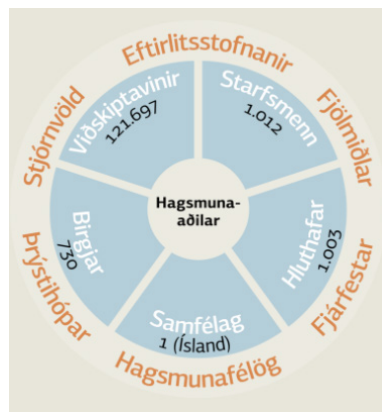 Eftirlitsstofnanir
Fjölmiðlar
Fjárfestar
Hagsmunafélög
Þrýstihópar
Stjórnvöld
Viðskiptavinir
121.697
Starfsmenn
1.012
Hluthafar
1.003
Samfélag
1 (Ísland)
Birgjar
730
Hagsmuna-
aðilar